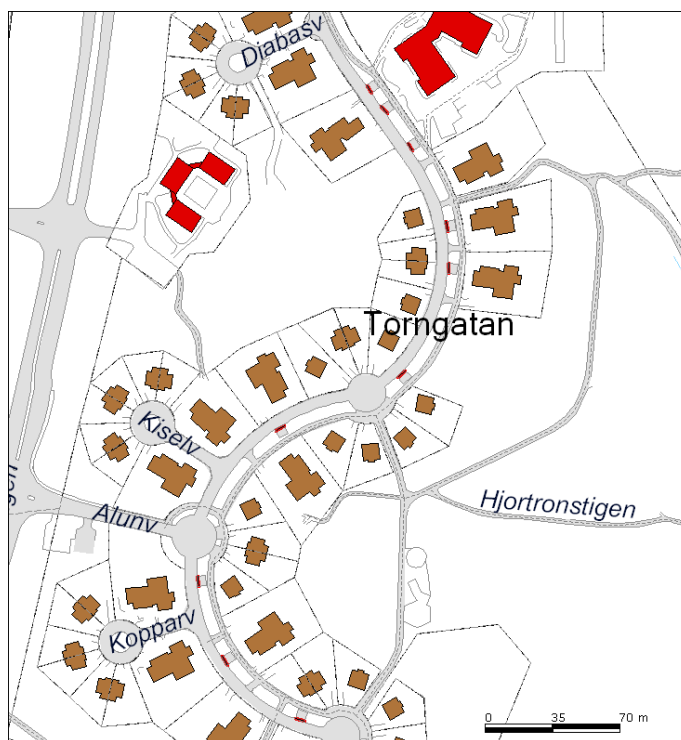 Diabasv
Torngatan
Kiselv
Hjortronstigen
Alunv
Kopparv
0 35 70 m